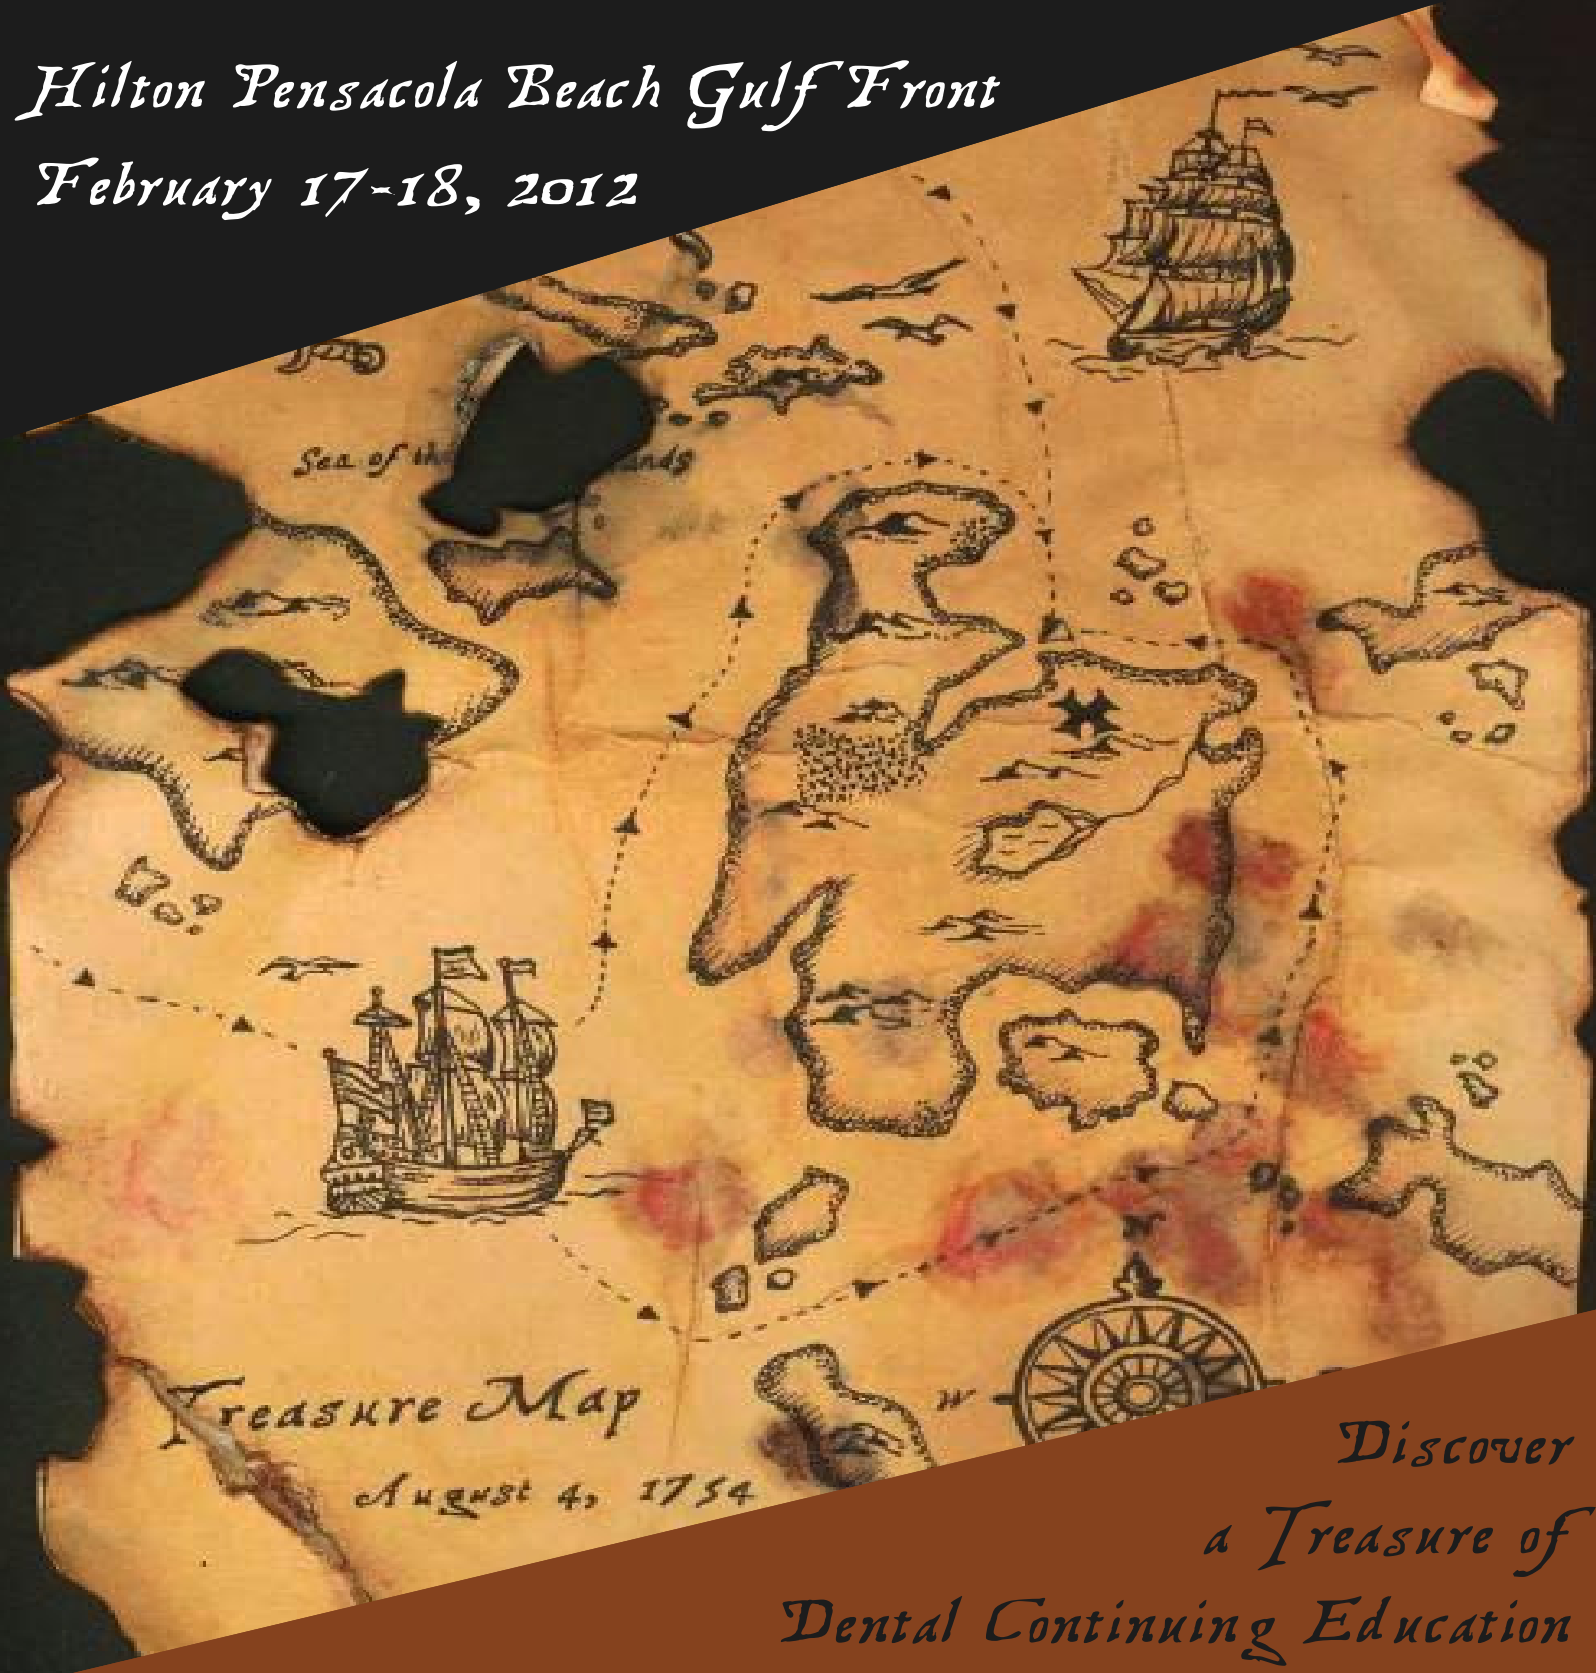 Hilton Pensacola Beach Gulf Front
February 17-18, 2012
Sea of
Treasure Map
August 4, 1754
N
W
Discover
a Treasure of
Dental Continuing Education